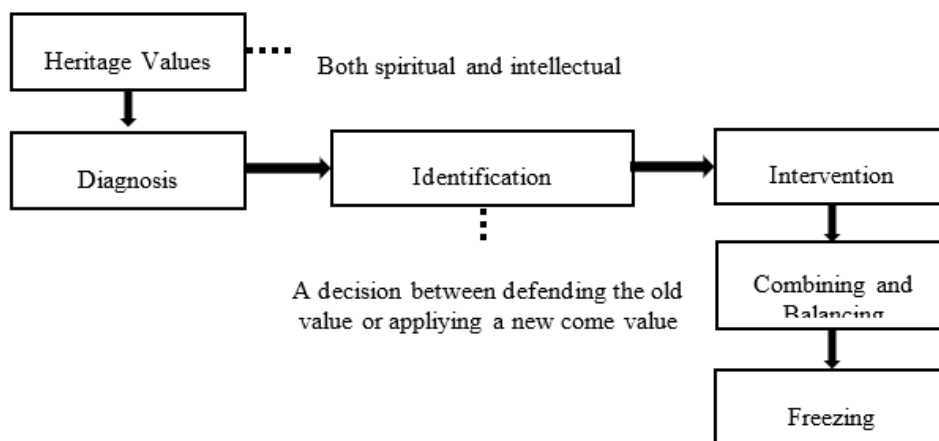 Heritage Values
Both spiritual and intellectual
Diagnosis
Identification
Intervention
A decision between defending the old
value or applying a new come value
Combining and
Balancing
Freezing